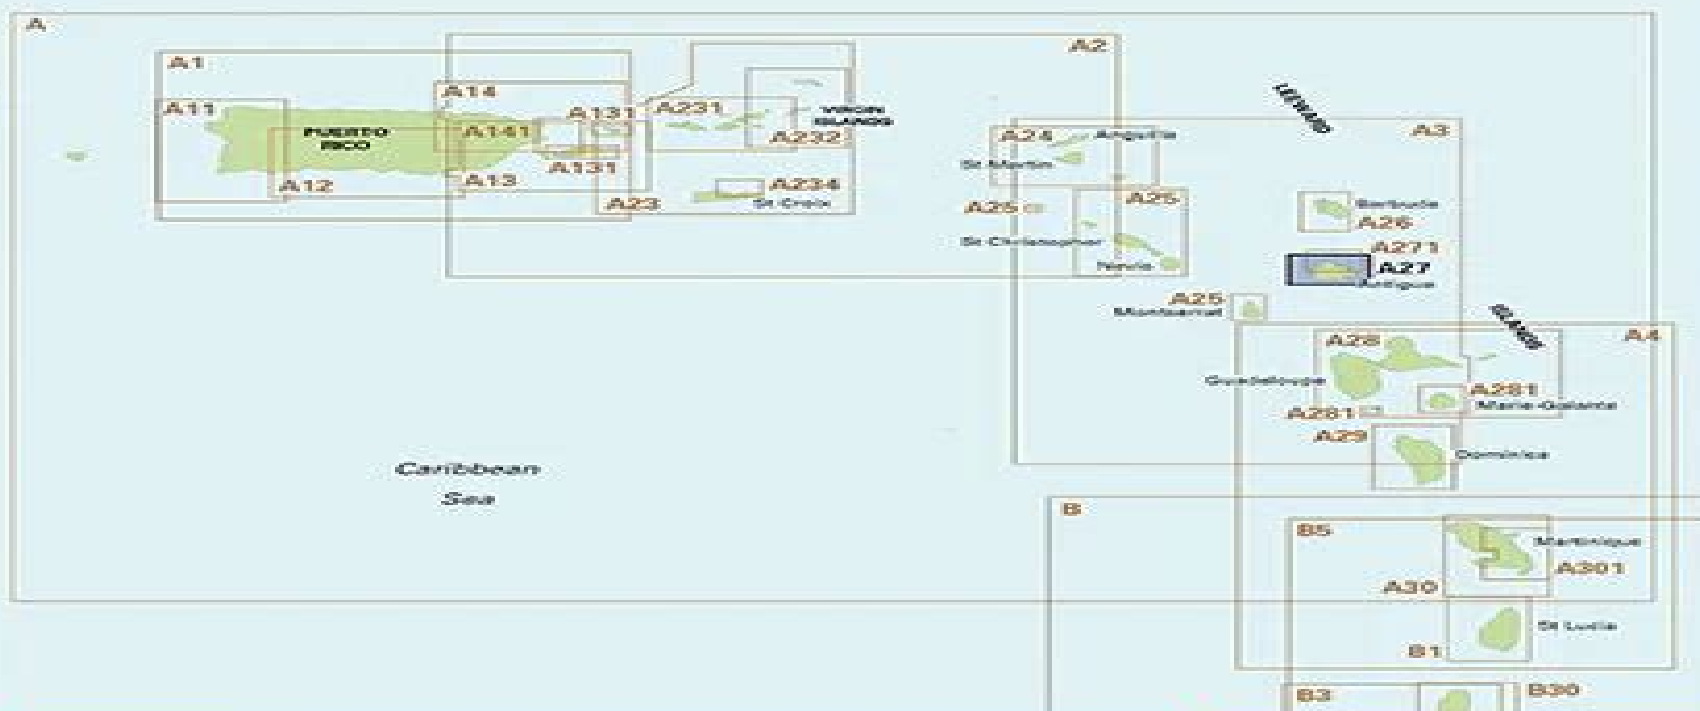 A
A1
A2
A11
A14
A131
A231
VIRGIN
ISLANDS
A232
LEEWARD
A3
PUERTO
RICO
A141
A24
Anguilla
St Martin
A131
A12
A13
A234
A23
St Croix
A25
A25
Barbuda
A26
St Christopher
A271
Nevis
A27
Antigua
A25
Montserrat
ISLANDS
A4
A28
Guadeloupe
A281
Marie-Galante
A281
A29
Dominica
Caribbean
Sea
B
B5
Martinique
A301
A30
St Lucia
B1
B3
B30